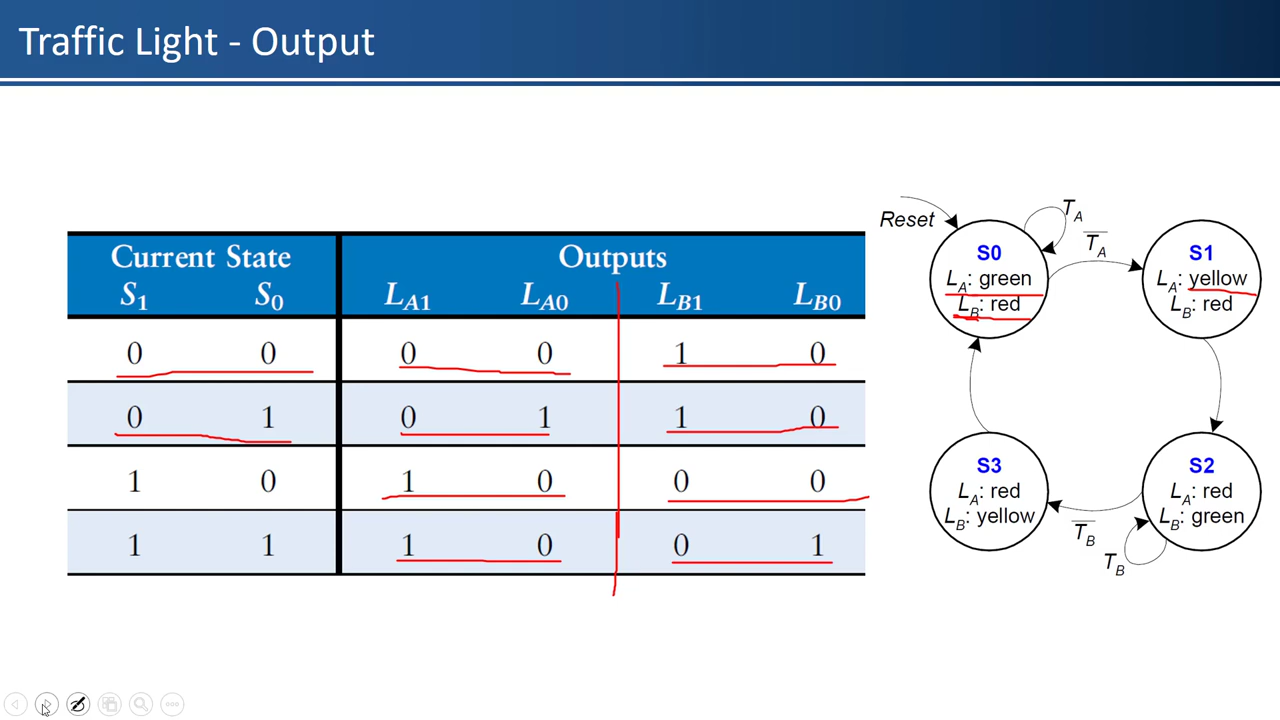 Traffic Light - Output
Current State Outputs
S1 S0 LA1 LA0 LB1 LB0
0 0 0 0 1 0
0 1 0 1 1 0
1 0 1 0 0 0
1 1 1 0 0 1
Reset
TA
T̅A
S0
LA: green
LB: red
S1
LA: yellow
LB: red
S3
LA: red
LB: yellow
S2
LA: red
LB: green
T̅B
TB